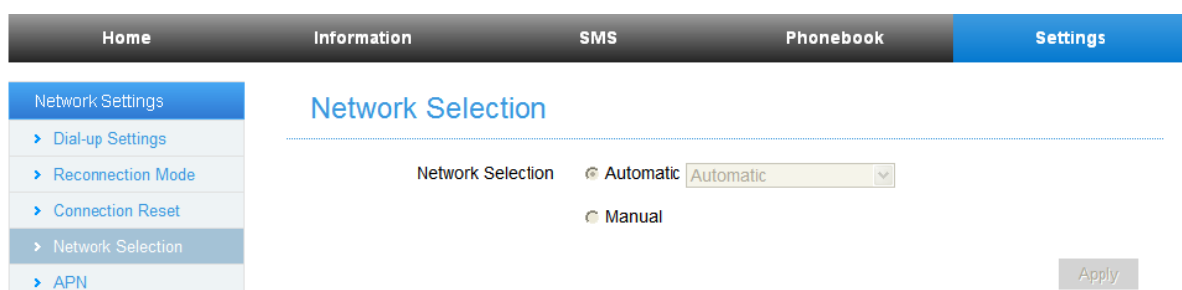 Home Information SMS Phonebook Settings
Network Settings
Network Selection
Dial-up Settings
Reconnection Mode
Connection Reset
Network Selection
APN
Network Selection Automatic Automatic
Manual
Apply